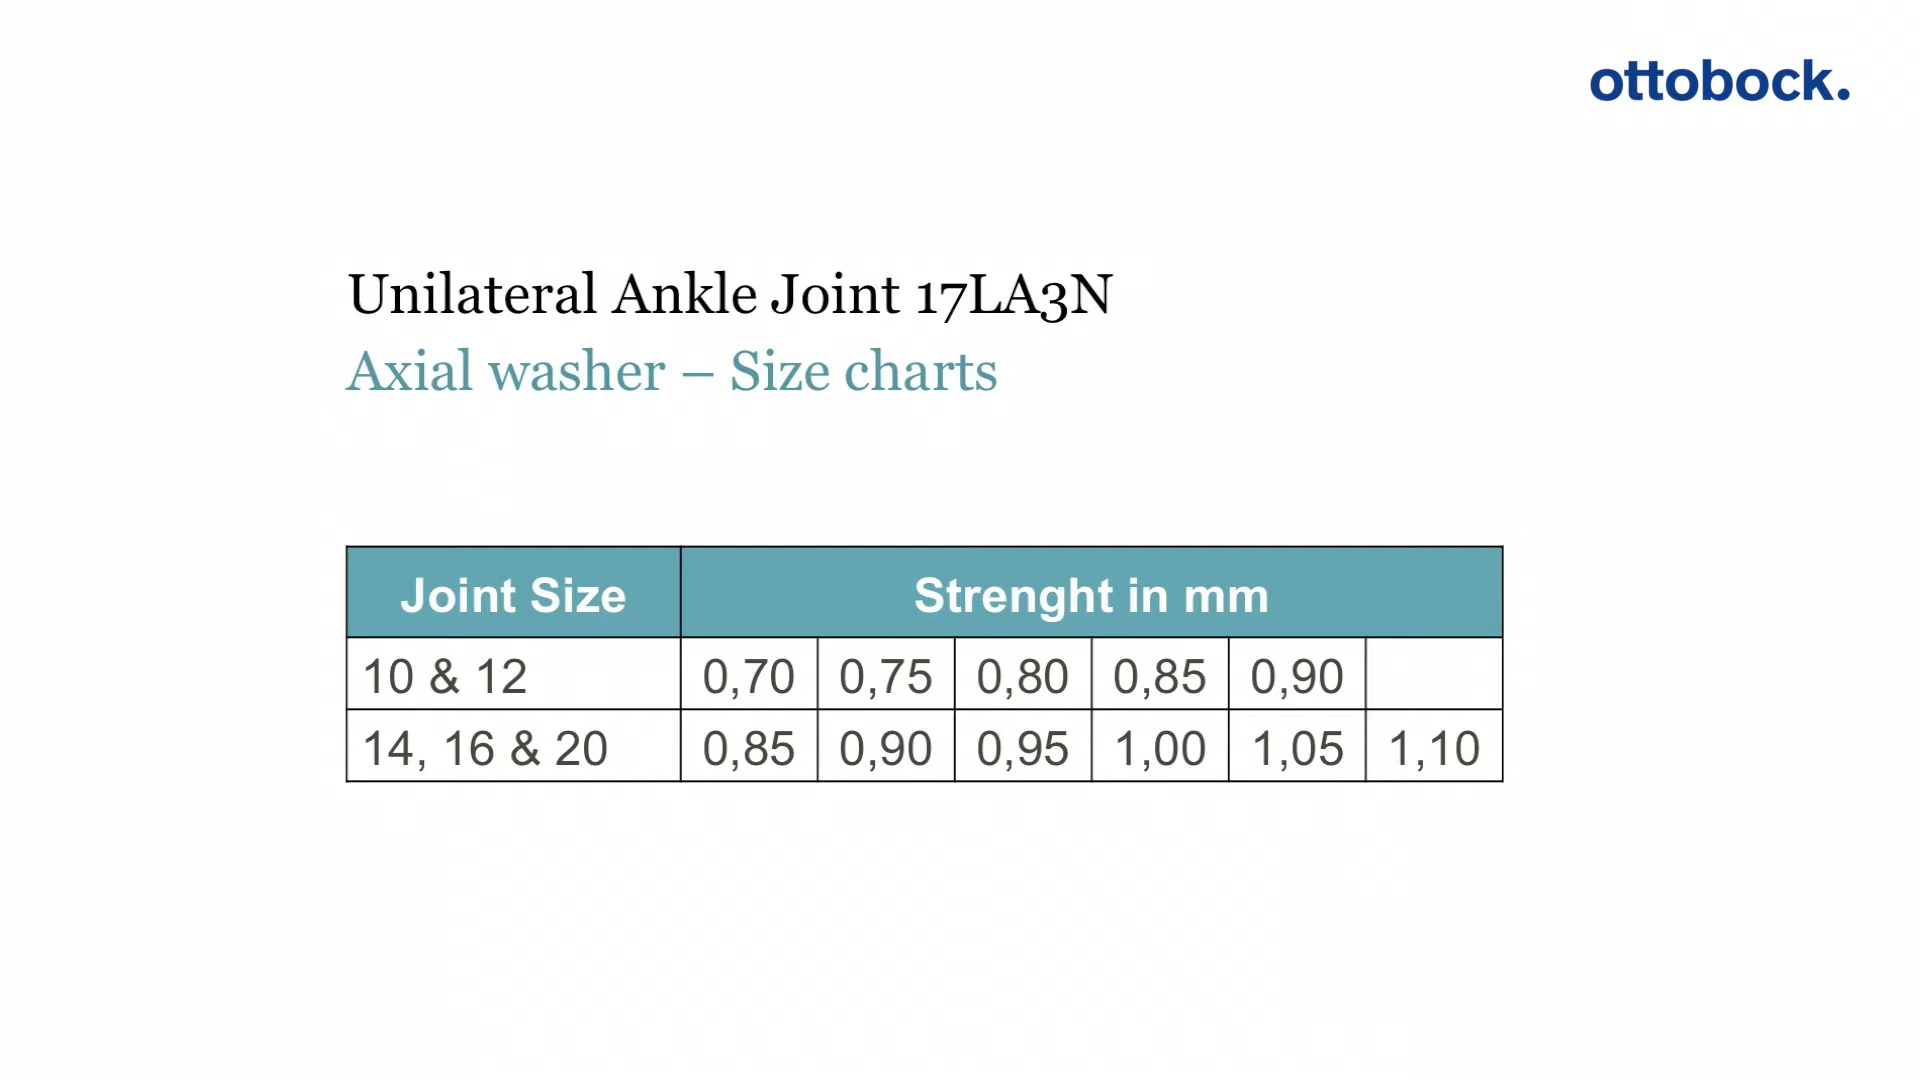 ottobock.
Unilateral Ankle Joint 17LA3N
Axial washer – Size charts
Joint Size Strenght in mm
10 & 12 0,70 0,75 0,80 0,85 0,90
14, 16 & 20 0,85 0,90 0,95 1,00 1,05 1,10